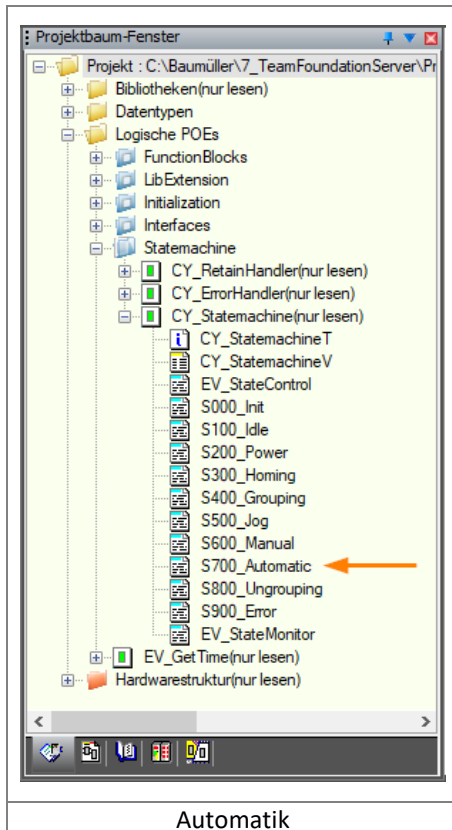 Projektbaum-Fenster
Projekt : C:\Baumüller\7_TeamFoundationServer\Pr
Bibliotheken(nur lesen)
Datentypen
Logische POEs
FunctionBlocks
LibExtension
Initialization
Interfaces
Statemachine
CY_RetainHandler(nur lesen)
CY_ErrorHandler(nur lesen)
CY_Statemachine(nur lesen)
CY_StatemachineT
CY_StatemachineV
EV_StateControl
S000_Init
S100_Idle
S200_Power
S300_Homing
S400_Grouping
S500_Jog
S600_Manual
S700_Automatic
S800_Ungrouping
S900_Error
EV_StateMonitor
EV_GetTime(nur lesen)
Hardwarestruktur(nur lesen)
Automatik